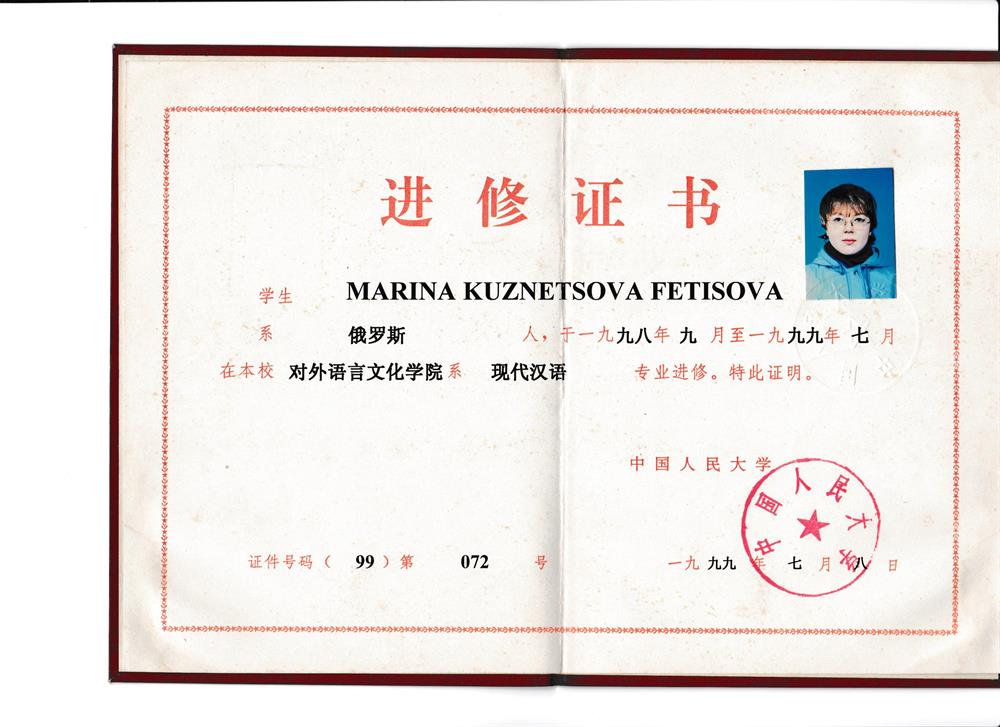 进修证书
学生 MARINA KUZNETSOVA FETISOVA
系 俄罗斯 人，于一九九八年 九 月至一九九九年 七 月
在本校 对外语言文化学院系 现代汉语 专业进修。特此证明。
中国人民大学
中国人民大学
证件号码（ 99 ）第 072 号
一九 九九 年 七 月 八 日